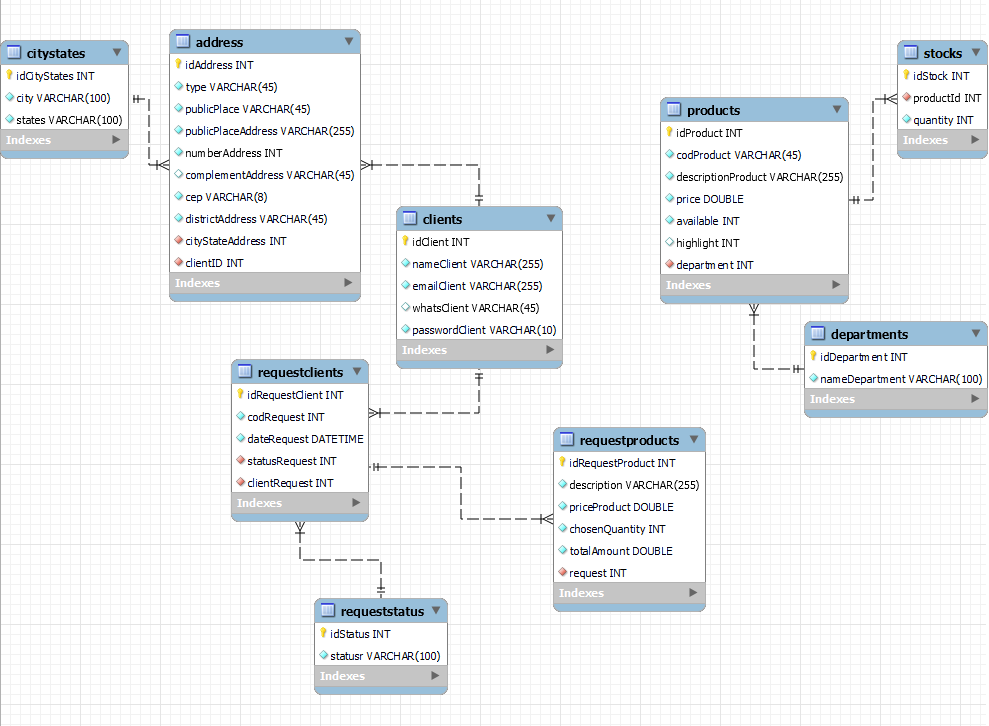 citystates
idCityStates INT
city VARCHAR(100)
states VARCHAR(100)
Indexes
address
idAddress INT
type VARCHAR(45)
publicPlace VARCHAR(45)
publicPlaceAddress VARCHAR(255)
numberAddress INT
complementAddress VARCHAR(45)
cep VARCHAR(8)
districtAddress VARCHAR(45)
cityStateAddress INT
clientID INT
Indexes
clients
idClient INT
nameClient VARCHAR(255)
emailClient VARCHAR(255)
whatsClient VARCHAR(45)
passwordClient VARCHAR(10)
Indexes
products
idProduct INT
codProduct VARCHAR(45)
descriptionProduct VARCHAR(255)
price DOUBLE
available INT
highlight INT
department INT
Indexes
stocks
idStock INT
productId INT
quantity INT
Indexes
departments
idDepartment INT
nameDepartment VARCHAR(100)
Indexes
requestclients
idRequestClient INT
codRequest INT
dateRequest DATETIME
statusRequest INT
clientRequest INT
Indexes
requestproducts
idRequestProduct INT
description VARCHAR(255)
priceProduct DOUBLE
chosenQuantity INT
totalAmount DOUBLE
request INT
Indexes
requeststatus
idStatus INT
statusr VARCHAR(100)
Indexes